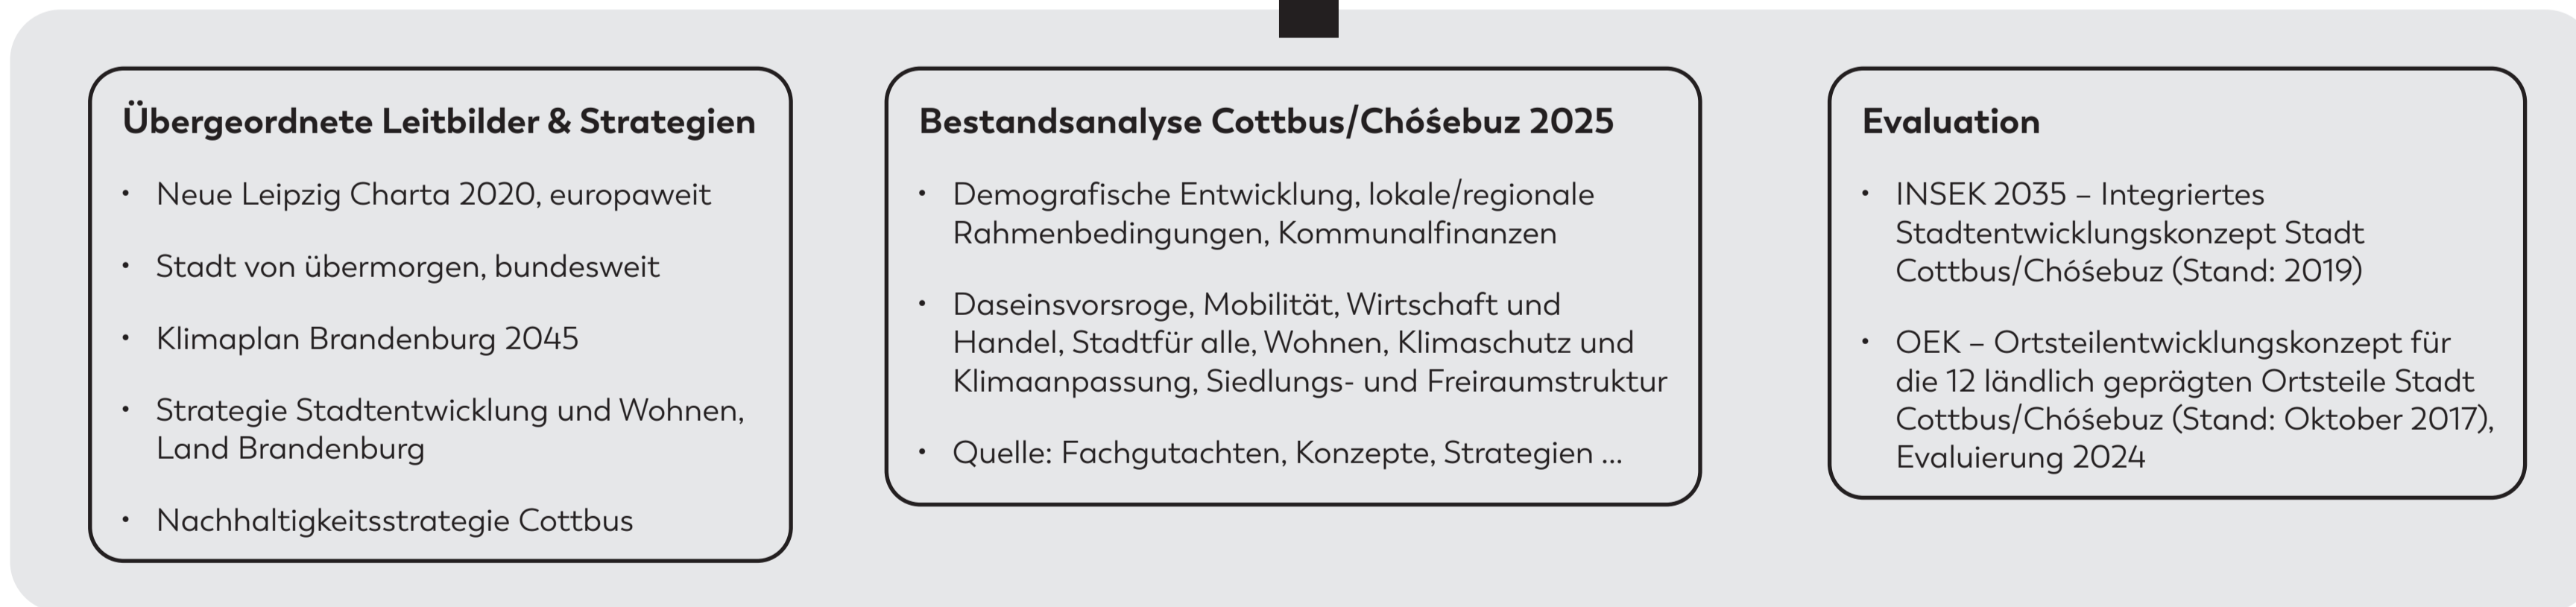 Übergeordnete Leitbilder & Strategien
• Neue Leipzig Charta 2020, europaweit
• Stadt von übermorgen, bundesweit
• Klimaplan Brandenburg 2045
• Strategie Stadtentwicklung und Wohnen,
Land Brandenburg
• Nachhaltigkeitsstrategie Cottbus
Bestandsanalyse Cottbus/Chóśebuz 2025
• Demografische Entwicklung, lokale/regionale
Rahmenbedingungen, Kommunalfinanzen
• Daseinsvorsroge, Mobilität, Wirtschaft und
Handel, Stadtfür alle, Wohnen, Klimaschutz und
Klimaanpassung, Siedlungs- und Freiraumstruktur
• Quelle: Fachgutachten, Konzepte, Strategien ...
Evaluation
• INSEK 2035 – Integriertes
Stadtentwicklungskonzept Stadt
Cottbus/Chóśebuz (Stand: 2019)
• OEK – Ortsteilentwicklungskonzept für
die 12 ländlich geprägten Ortsteile Stadt
Cottbus/Chóśebuz (Stand: Oktober 2017),
Evaluierung 2024